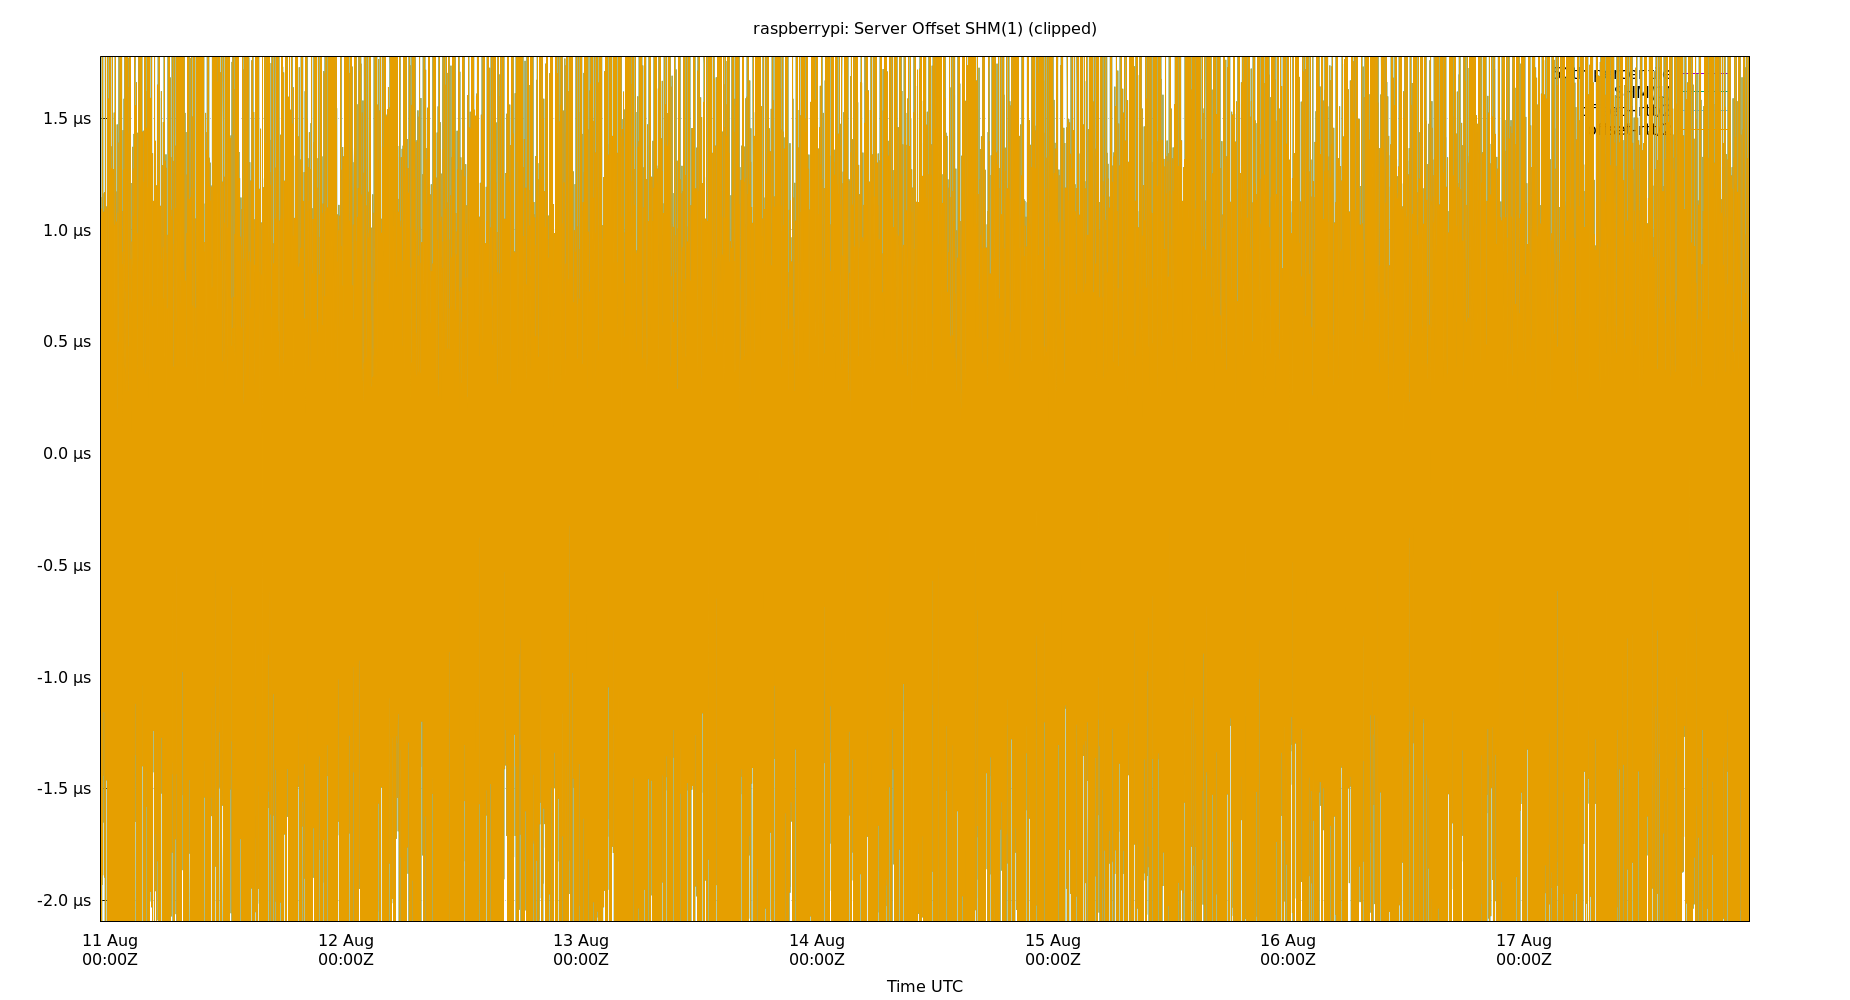 raspberrypi: Server Offset SHM(1) (clipped)
1.5 µs
1.0 µs
0.5 µs
0.0 µs
-0.5 µs
-1.0 µs
-1.5 µs
-2.0 µs
11 Aug 12 Aug 13 Aug 14 Aug 15 Aug 16 Aug 17 Aug
00:00Z 00:00Z 00:00Z 00:00Z 00:00Z 00:00Z 00:00Z
Time UTC